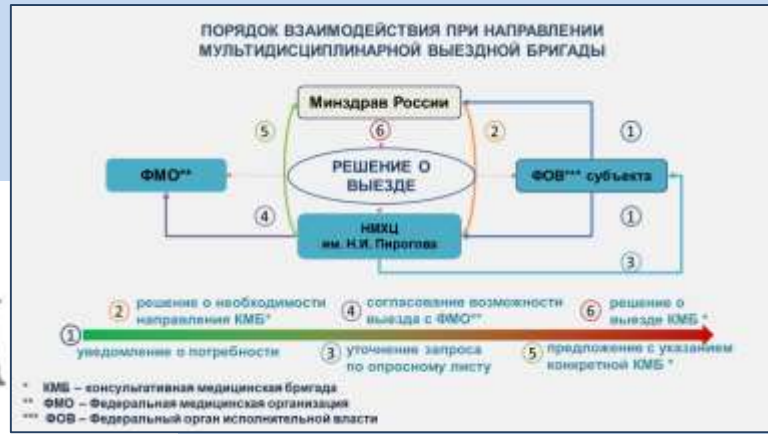 ПОРЯДОК ВЗАИМОДЕЙСТВИЯ ПРИ НАПРАВЛЕНИИ
МУЛЬТИДИСЦИПЛИНАРНОЙ ВЫЕЗДНОЙ БРИГАДЫ
Минздрав России
5
6
2
1
ФМО**
РЕШЕНИЕ О
ВЫЕЗДЕ
ФОВ*** субъекта
4
НМХЦ
им. Н.И. Пирогова
1
3
2 решение о необходимости
направления КМБ*
4 согласование возможности
выезда с ФМО**
6 решение о
выезде КМБ *
1
уведомление о потребности
3 уточнение запроса
по опросному листу
5 предложение с указанием
конкретной КМБ *
* КМБ – консультативная медицинская бригада
** ФМО – Федеральная медицинская организация
*** ФОВ – Федеральный орган исполнительной власти